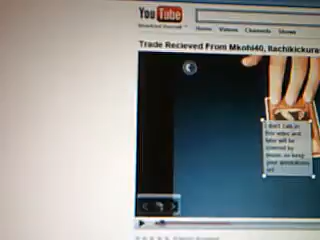 YouTube
Broadcast Yourself
Home Videos Channels Shows
Trade Recieved From Mkohl40, Itachikickura
I don't talk in
this video and
later will be
covered by
music, so keep
your annotations
on!